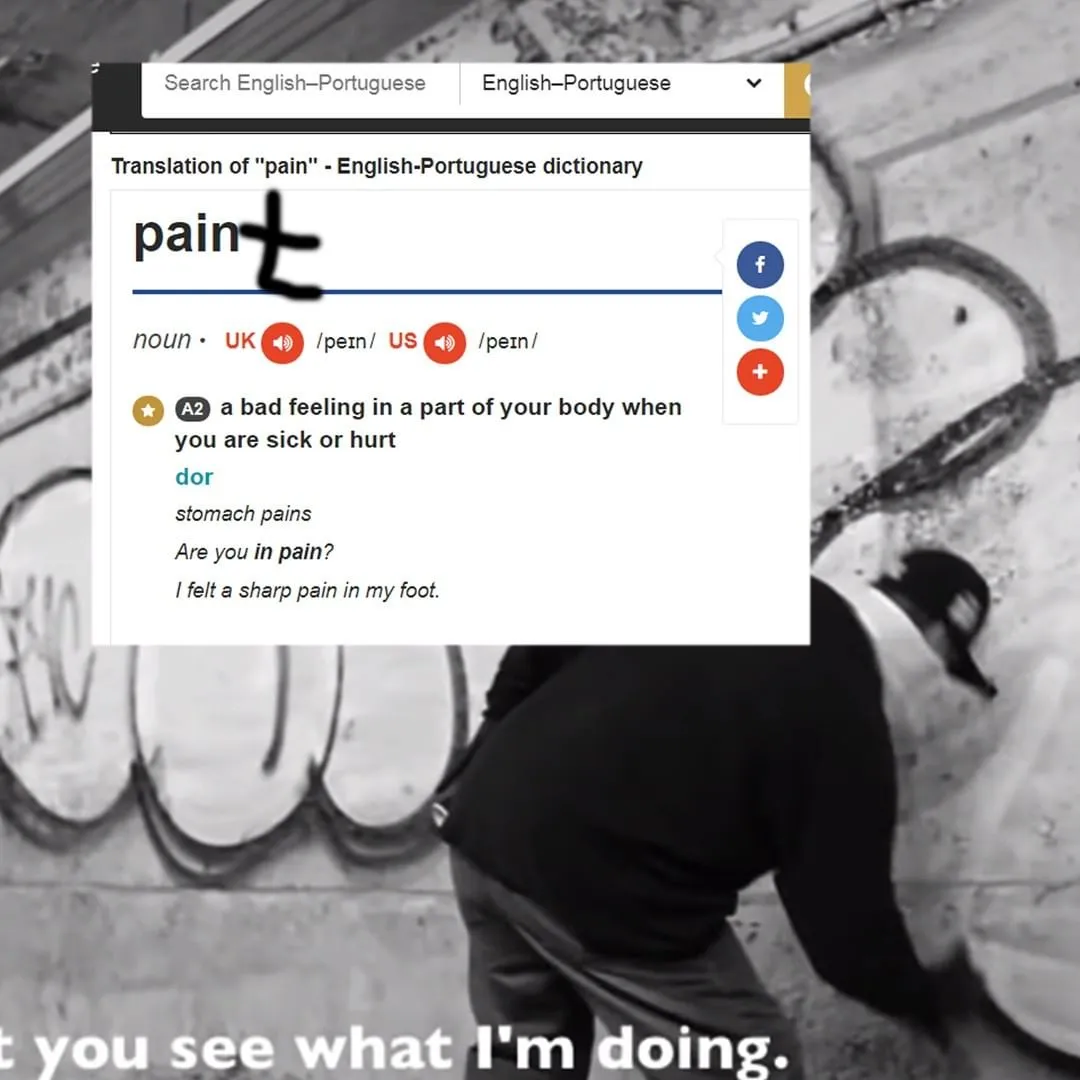 Search English–Portuguese English–Portuguese
Translation of "pain" - English-Portuguese dictionary
paint
noun · UK /peɪn/ US /peɪn/
A2 a bad feeling in a part of your body when
you are sick or hurt
dor
stomach pains
Are you in pain?
I felt a sharp pain in my foot.
t you see what I'm doing.